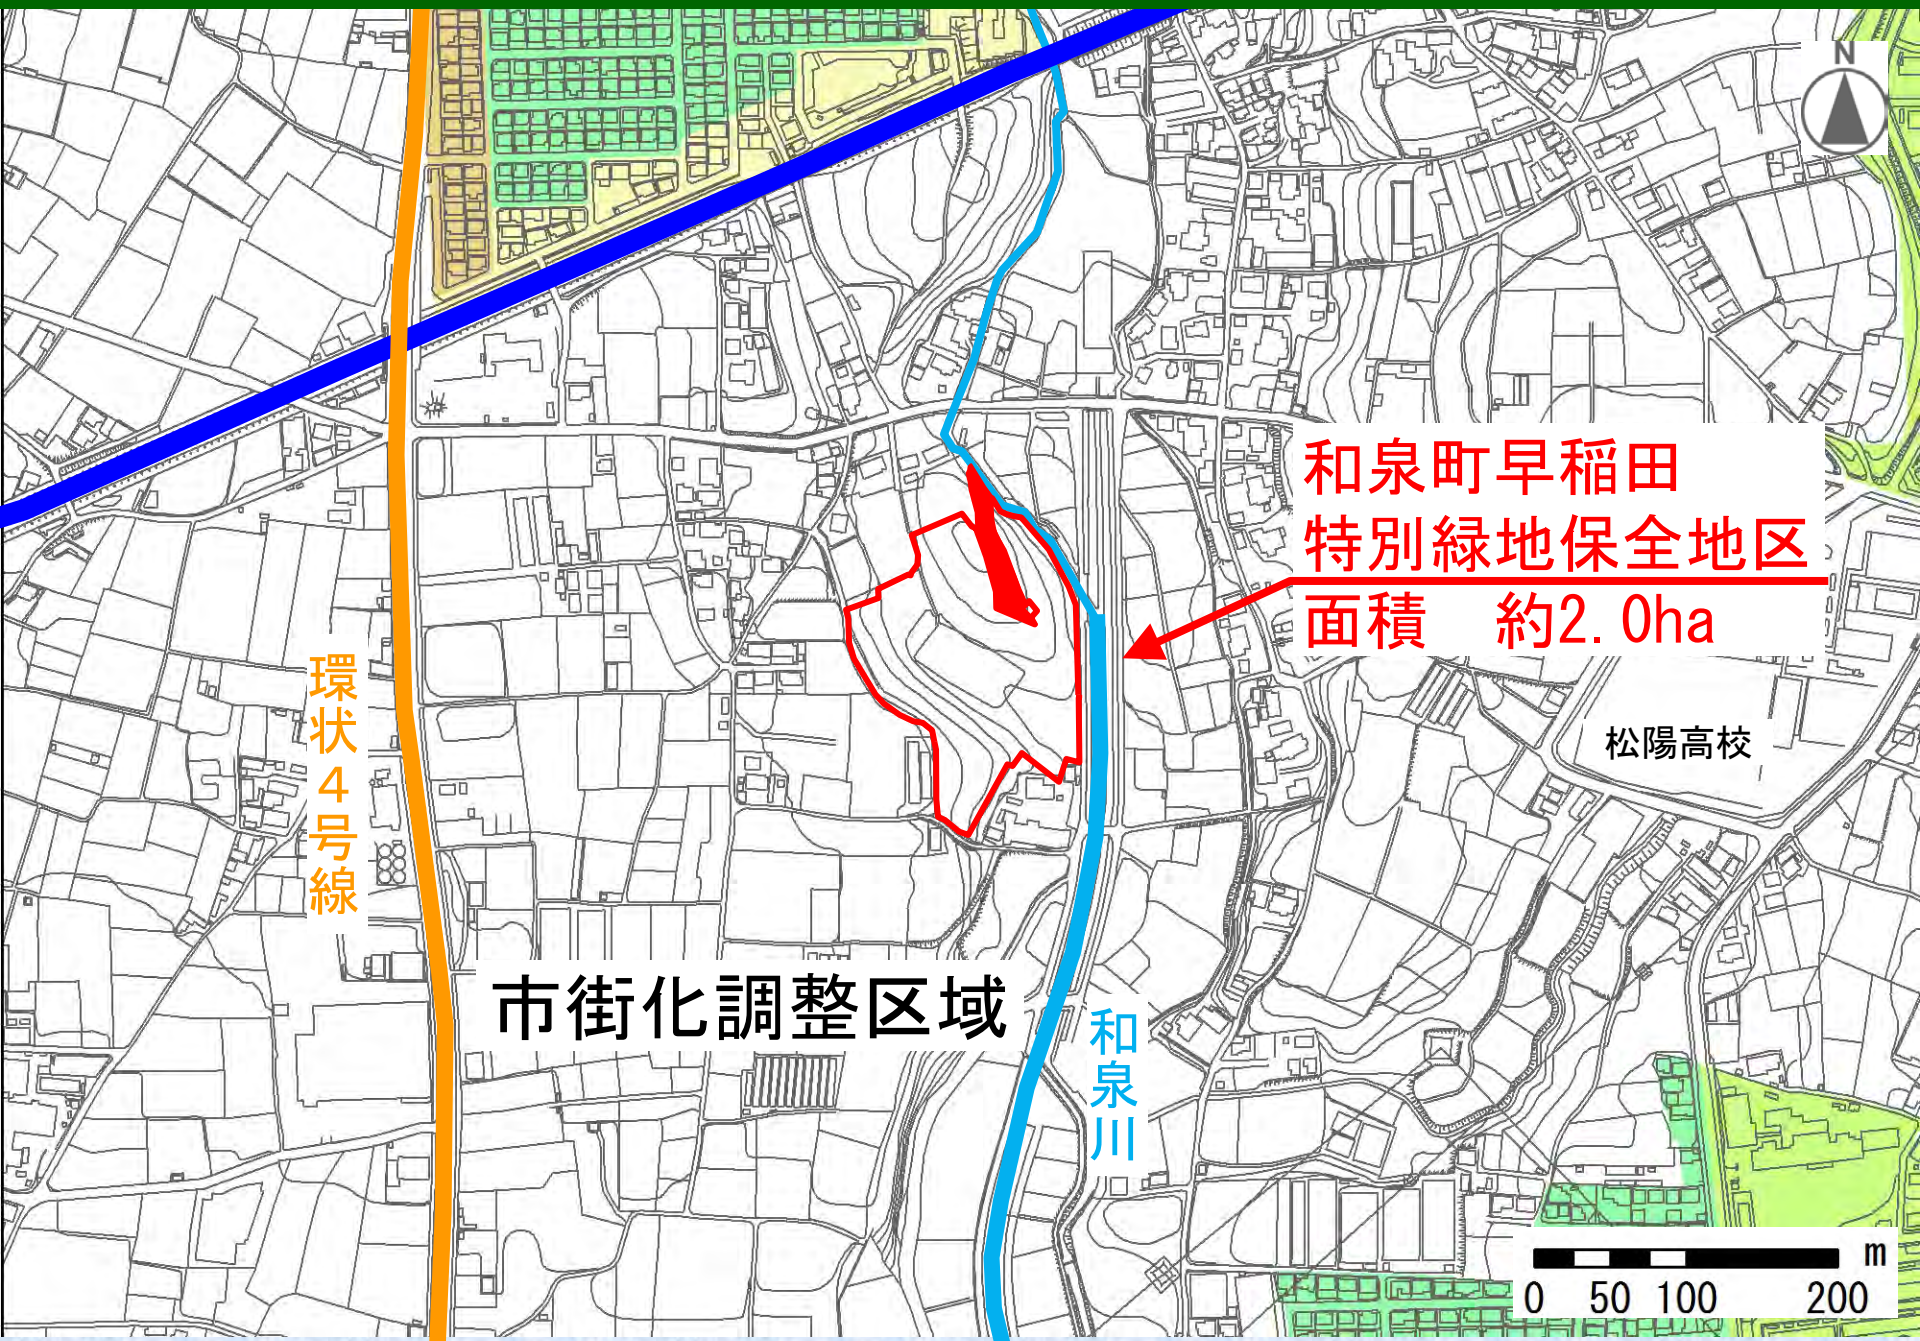 N
和泉町早稲田
特別緑地保全地区
面積　約2.0ha
環状4号線
松陽高校
市街化調整区域
和泉川
m
0 50 100 200